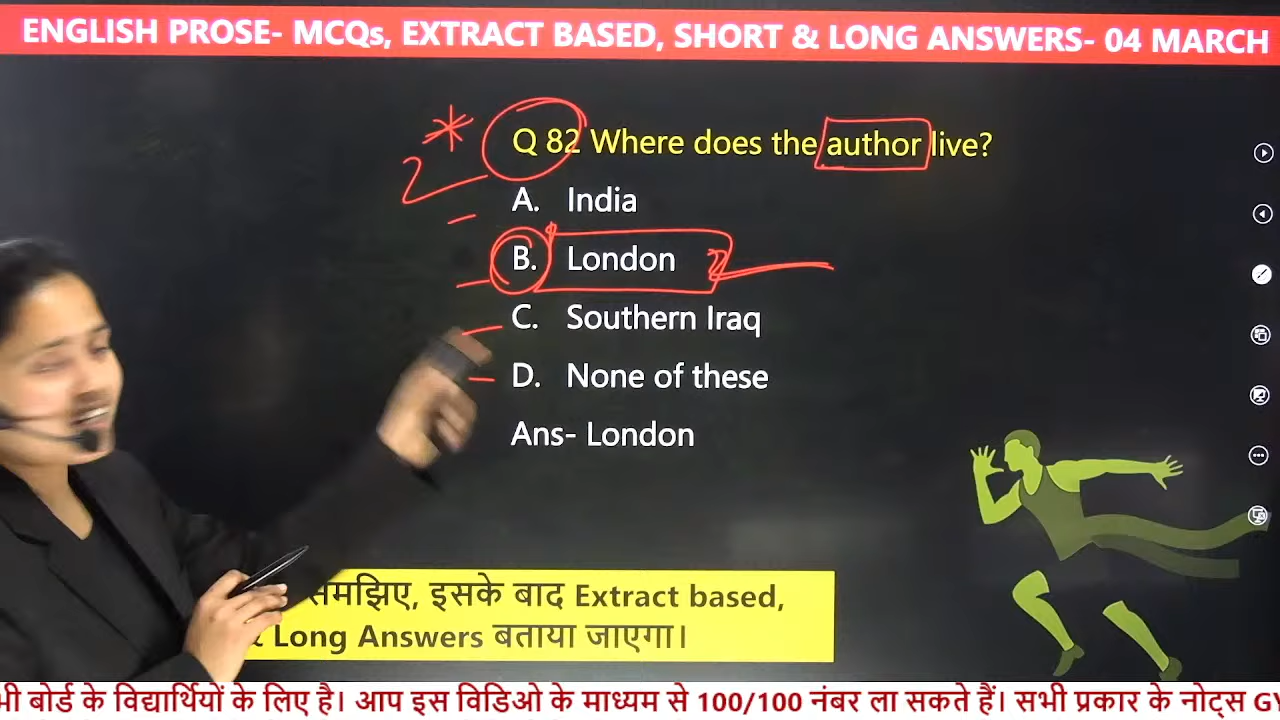 ENGLISH PROSE- MCQs, EXTRACT BASED, SHORT & LONG ANSWERS- 04 MARCH
Q 82 Where does the author live?
A. India
B. London
C. Southern Iraq
D. None of these
Ans- London
समझिए, इसके बाद Extract based,
& Long Answers बताया जाएगा।
भी बोर्ड के विद्यार्थियों के लिए है। आप इस विडिओ के माध्यम से 100/100 नंबर ला सकते हैं। सभी प्रकार के नोट्स GY